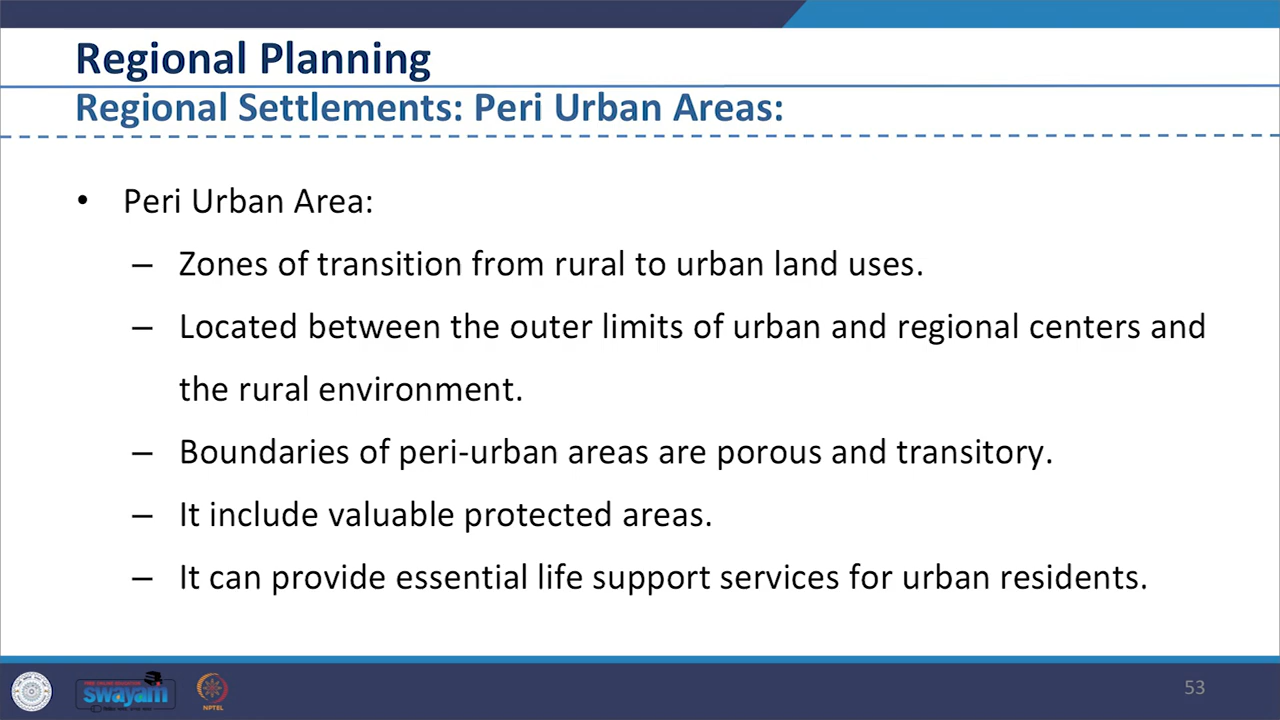 Regional Planning
Regional Settlements: Peri Urban Areas:
• Peri Urban Area:
– Zones of transition from rural to urban land uses.
– Located between the outer limits of urban and regional centers and
the rural environment.
– Boundaries of peri-urban areas are porous and transitory.
– It include valuable protected areas.
– It can provide essential life support services for urban residents.
swayam
NPTEL
53